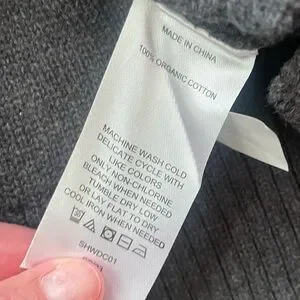 MADE IN CHINA
100% ORGANIC COTTON
MACHINE WASH COLD
DELICATE CYCLE WITH
LIKE COLORS
ONLY NON-CHLORINE
BLEACH WHEN NEEDED
TUMBLE DRY LOW
OR LAY FLAT TO DRY
COOL IRON WHEN NEEDED
SHWDC01